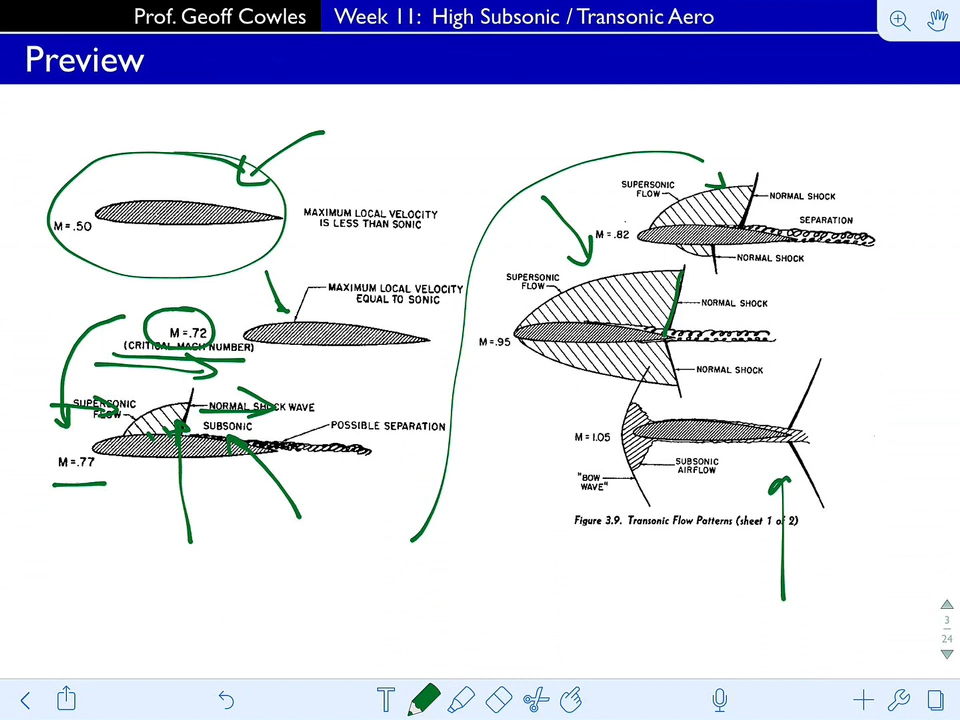 Prof. Geoff Cowles
Week 11: High Subsonic / Transonic Aero
Preview
M = .50
MAXIMUM LOCAL VELOCITY
IS LESS THAN SONIC
MAXIMUM LOCAL VELOCITY
EQUAL TO SONIC
M = .72
(CRITICAL MACH NUMBER)
SUPERSONIC
FLOW
NORMAL SHOCK WAVE
SUBSONIC
POSSIBLE SEPARATION
M = .77
SUPERSONIC
FLOW
NORMAL SHOCK
SEPARATION
M = .82
NORMAL SHOCK
SUPERSONIC
FLOW
NORMAL SHOCK
M = .95
NORMAL SHOCK
M = 1.05
SUBSONIC
AIRFLOW
"BOW
WAVE"
Figure 3.9. Transonic Flow Patterns (sheet 1 of 2)
3
24
T